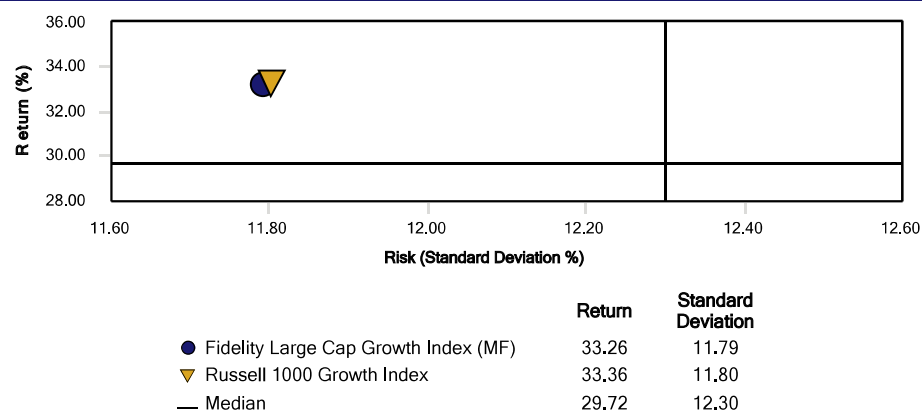 36.00
34.00
32.00
30.00
28.00
Return (%)
11.60 11.80 12.00 12.20 12.40 12.60
Risk (Standard Deviation %)
Return Standard Deviation
Fidelity Large Cap Growth Index (MF) 33.26 11.79
Russell 1000 Growth Index 33.36 11.80
Median 29.72 12.30